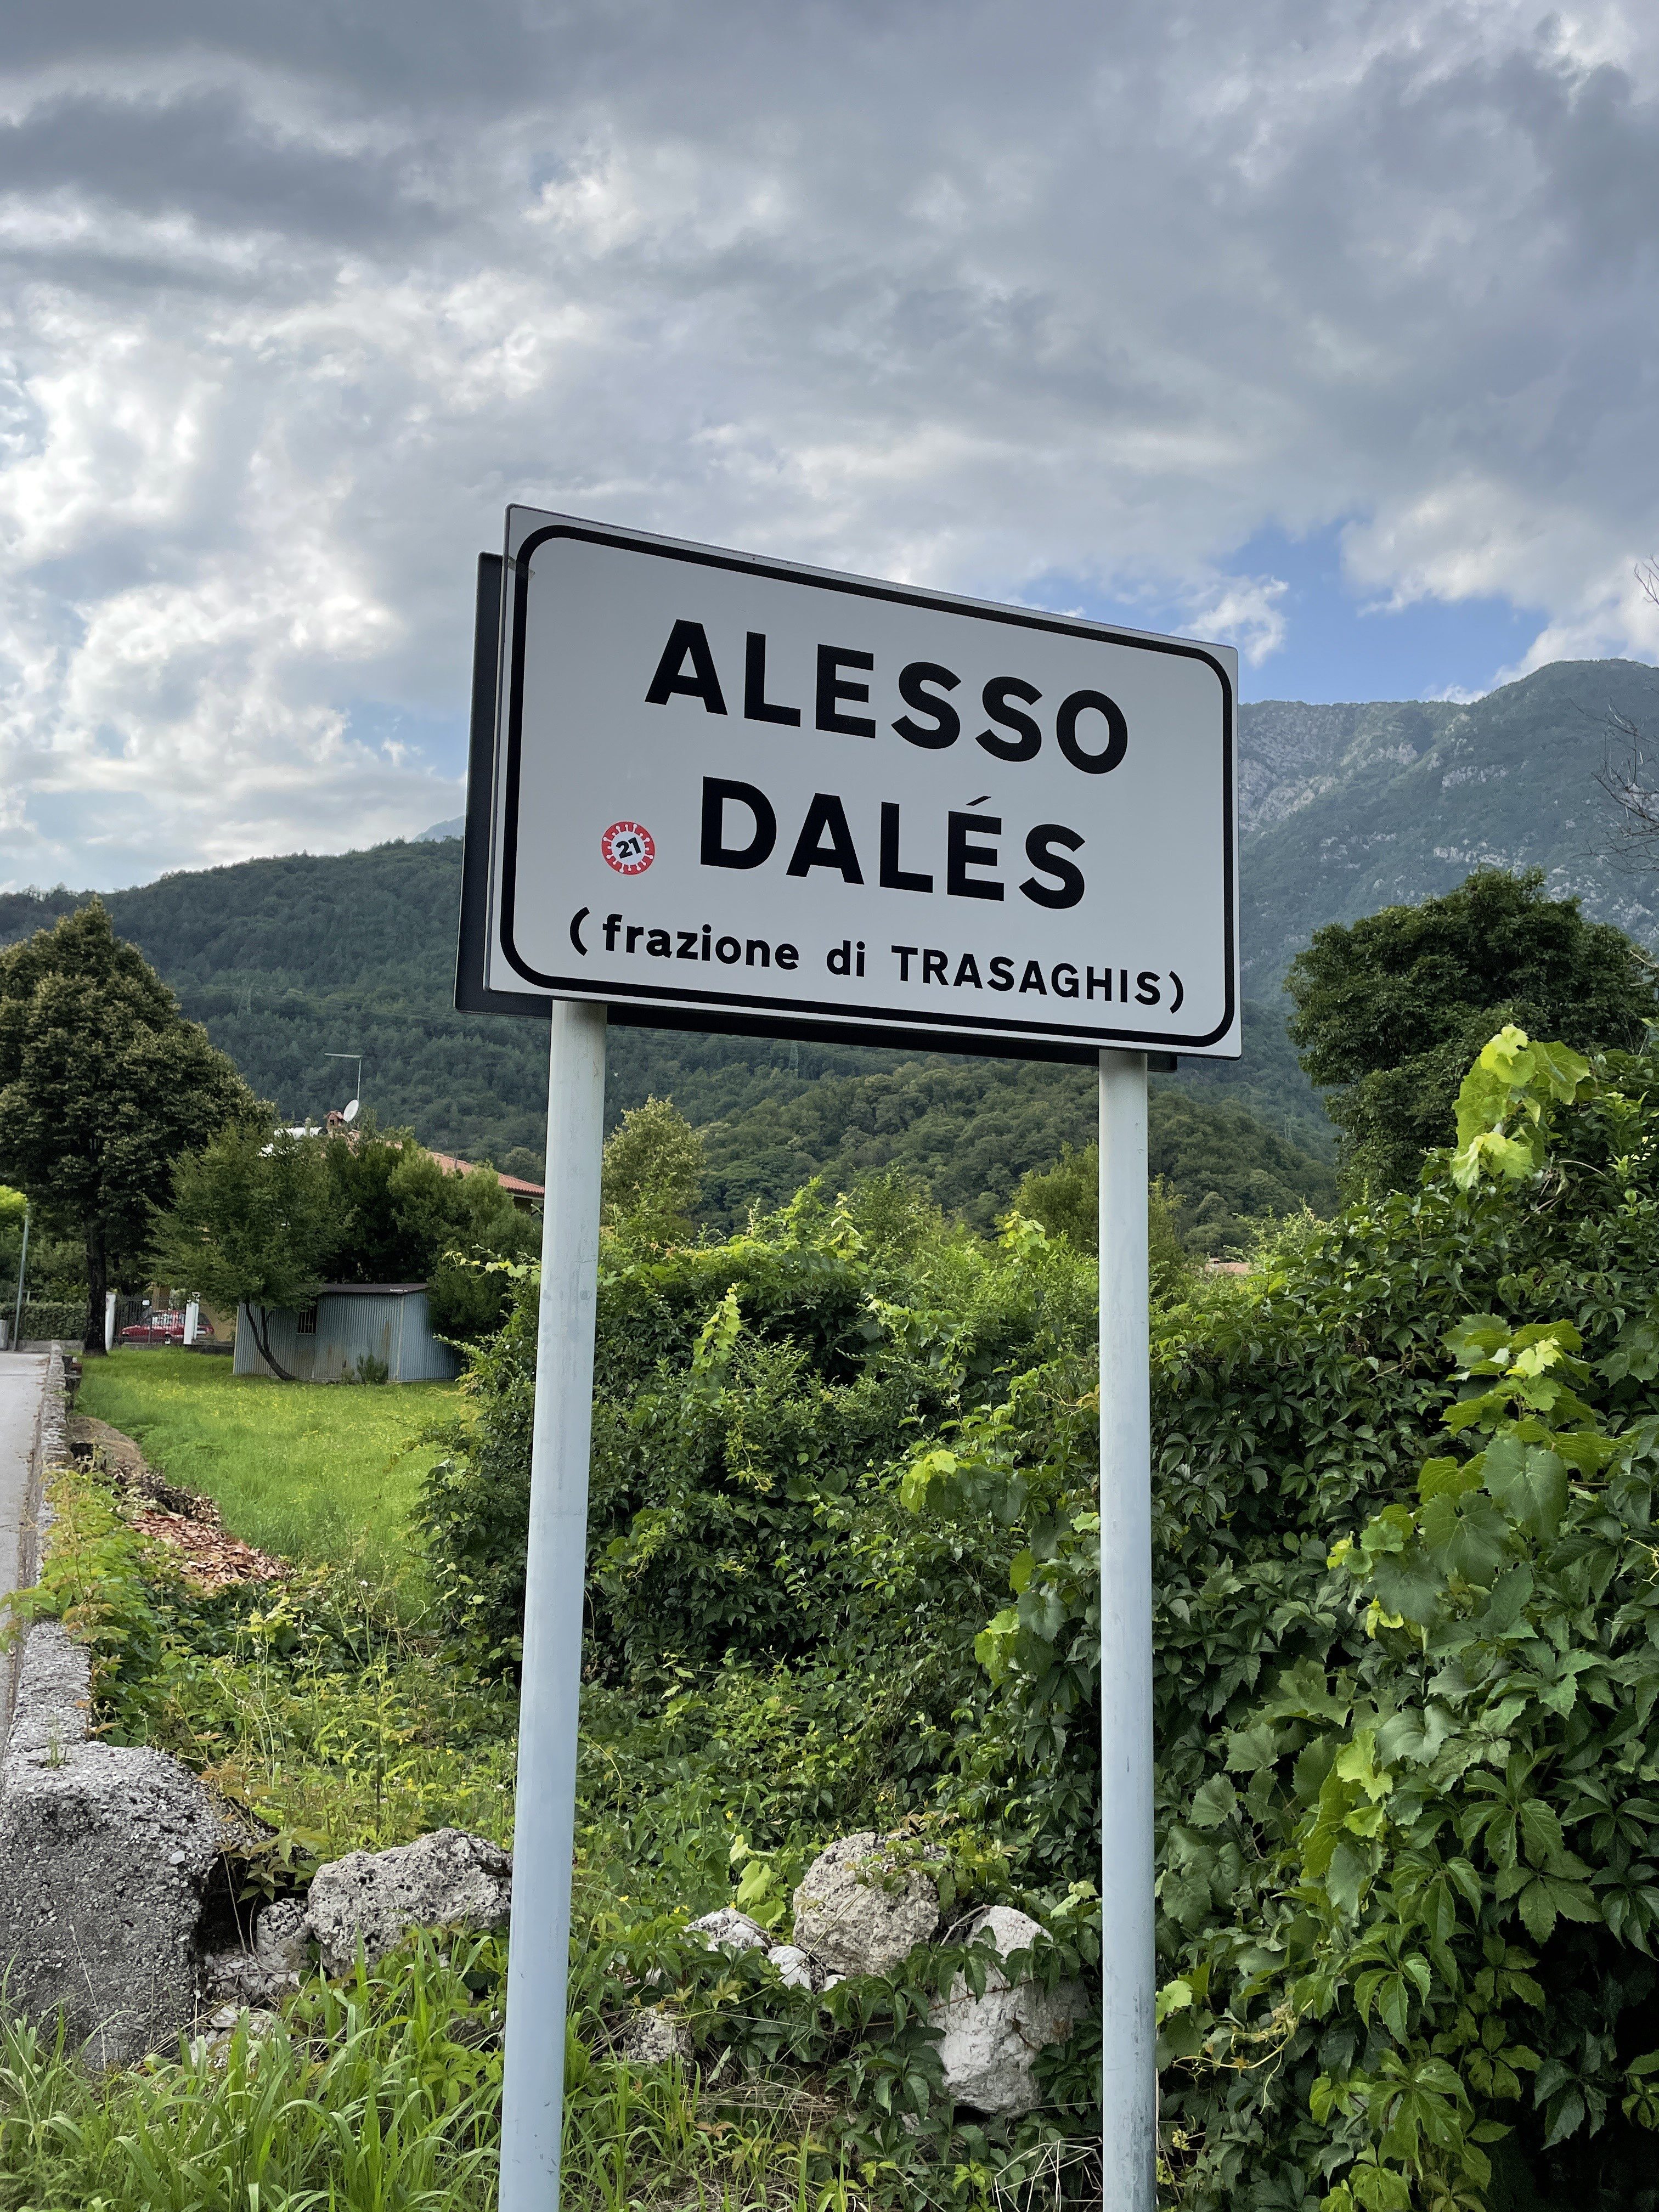 ALESSO
DALÉS
21
(frazione di TRASAGHIS)